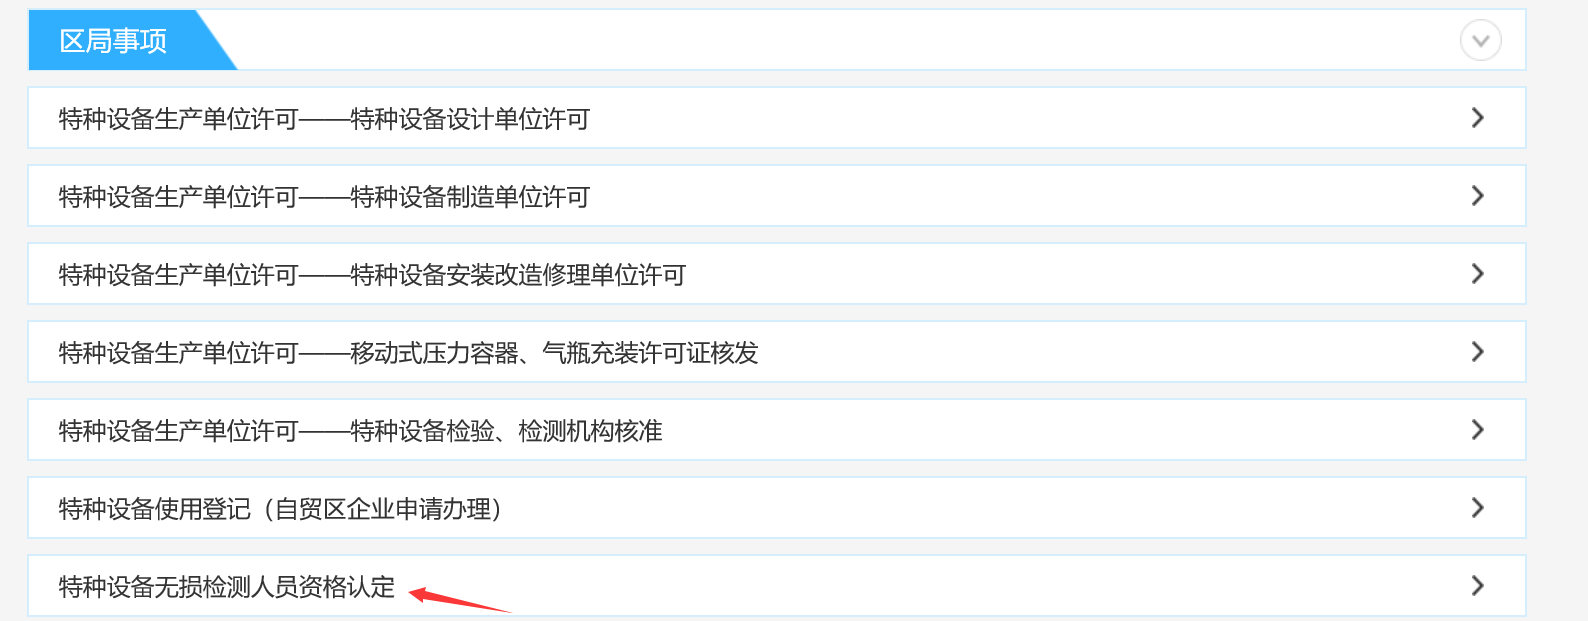 区局事项
特种设备生产单位许可——特种设备设计单位许可
特种设备生产单位许可——特种设备制造单位许可
特种设备生产单位许可——特种设备安装改造修理单位许可
特种设备生产单位许可——移动式压力容器、气瓶充装许可证核发
特种设备生产单位许可——特种设备检验、检测机构核准
特种设备使用登记（自贸区企业申请办理）
特种设备无损检测人员资格认定